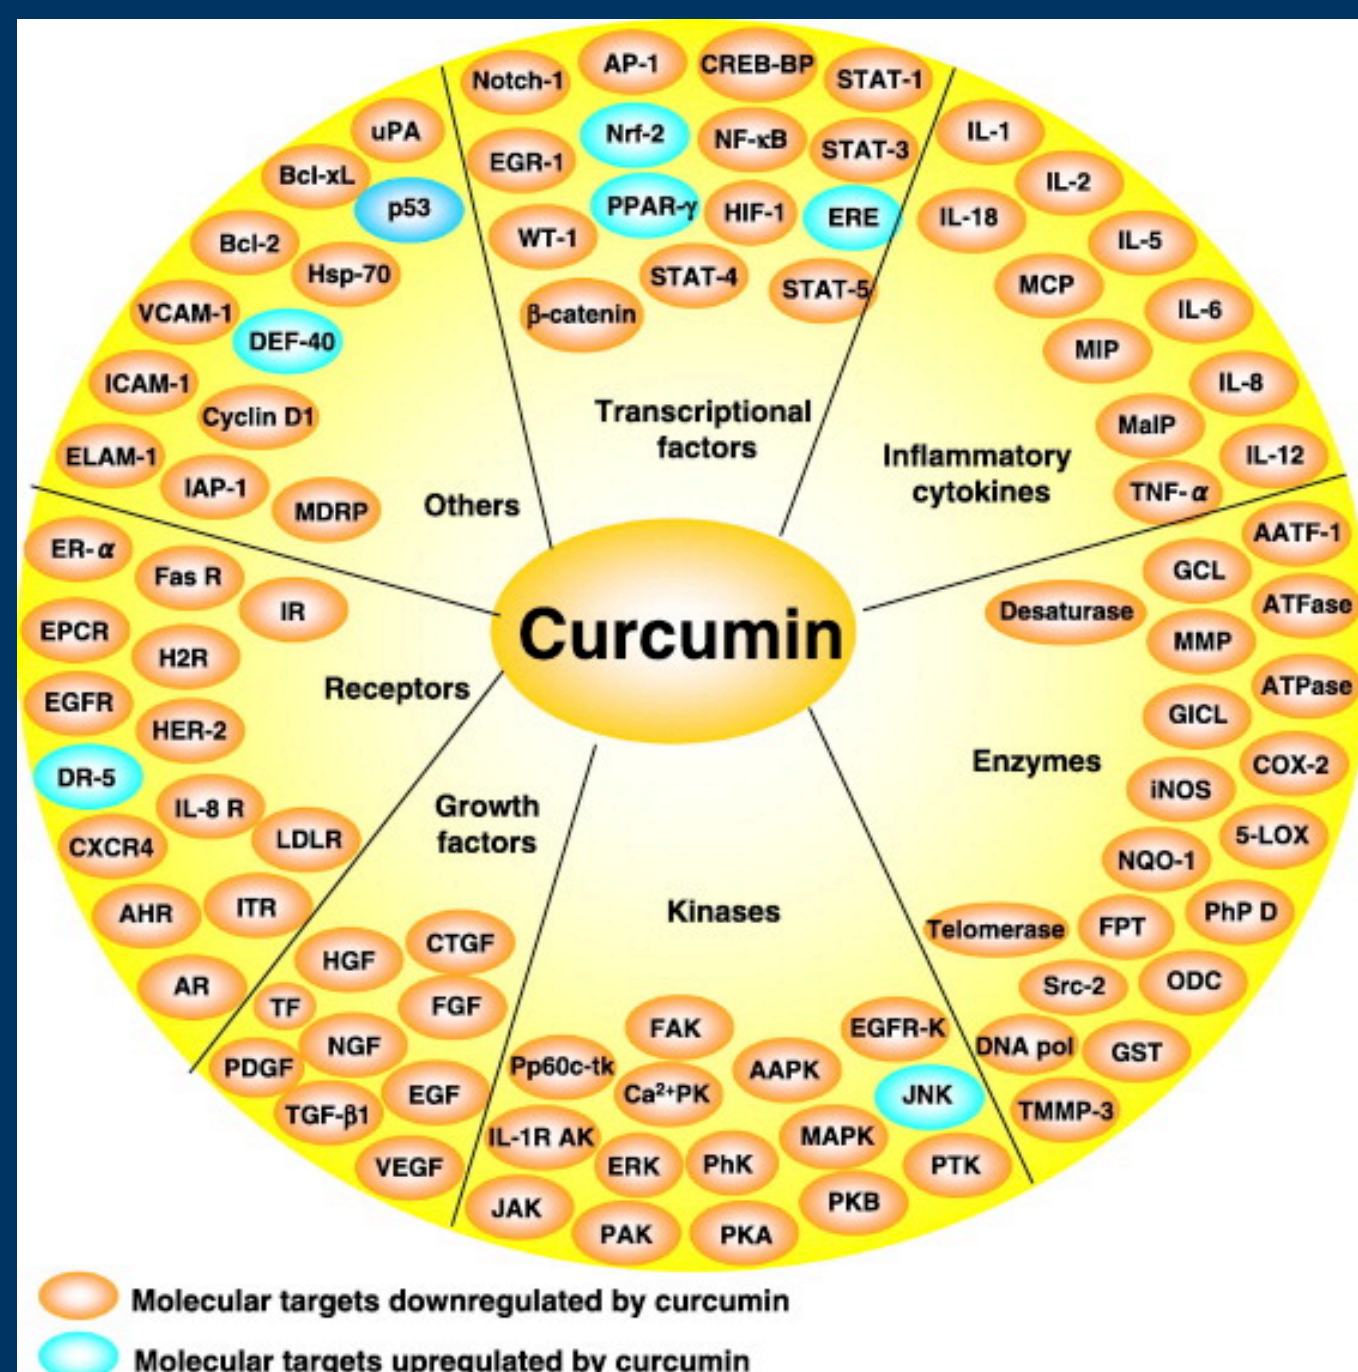 Notch-1
AP-1
CREB-BP
STAT-1
Nrf-2
NF-κB
STAT-3
EGR-1
PPAR-γ
HIF-1
ERE
WT-1
STAT-4
STAT-5
β-catenin
Transcriptional
factors
IL-1
IL-2
IL-18
IL-5
MCP
IL-6
MIP
IL-8
MaIP
IL-12
TNF-α
Inflammatory
cytokines
AATF-1
GCL
ATFase
Desaturase
MMP
ATPase
GICL
COX-2
iNOS
5-LOX
NQO-1
PhP D
Telomerase
FPT
ODC
Src-2
DNA pol
GST
TMMP-3
Enzymes
Kinases
FAK
EGFR-K
Pp60c-tk
Ca²⁺PK
AAPK
JNK
IL-1R AK
ERK
PhK
MAPK
PTK
JAK
PAK
PKA
PKB
Growth
factors
CTGF
HGF
TF
FGF
NGF
PDGF
EGF
TGF-β1
VEGF
Receptors
ER-α
Fas R
IR
EPCR
H2R
EGFR
HER-2
DR-5
IL-8 R
LDLR
CXCR4
AHR
ITR
AR
Others
uPA
Bcl-xL
p53
Bcl-2
Hsp-70
VCAM-1
DEF-40
ICAM-1
Cyclin D1
ELAM-1
IAP-1
MDRP
Curcumin
Molecular targets downregulated by curcumin
Molecular targets upregulated by curcumin